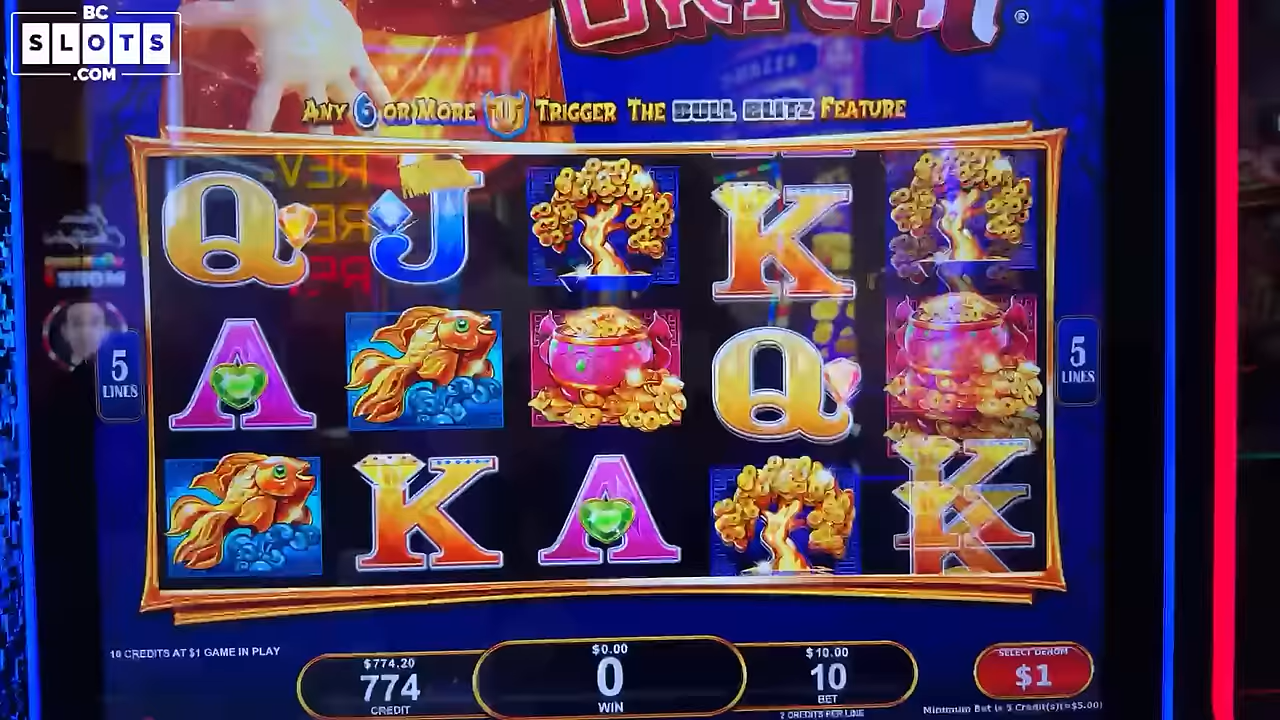 BC
SLOTS
.COM
ANY 6 OR MORE TRIGGER THE BULL BLITZ FEATURE
Q J K
5
LINES
A Q
5
LINES
K A K
10 CREDITS AT $1 GAME IN PLAY
$774.20
774
CREDIT
$0.00
0
WIN
$10.00
10
BET
2 CREDITS PER LINE
SELECT DENOM
$1
Minimum Bet is 5 Credit(s)(=$5.00)